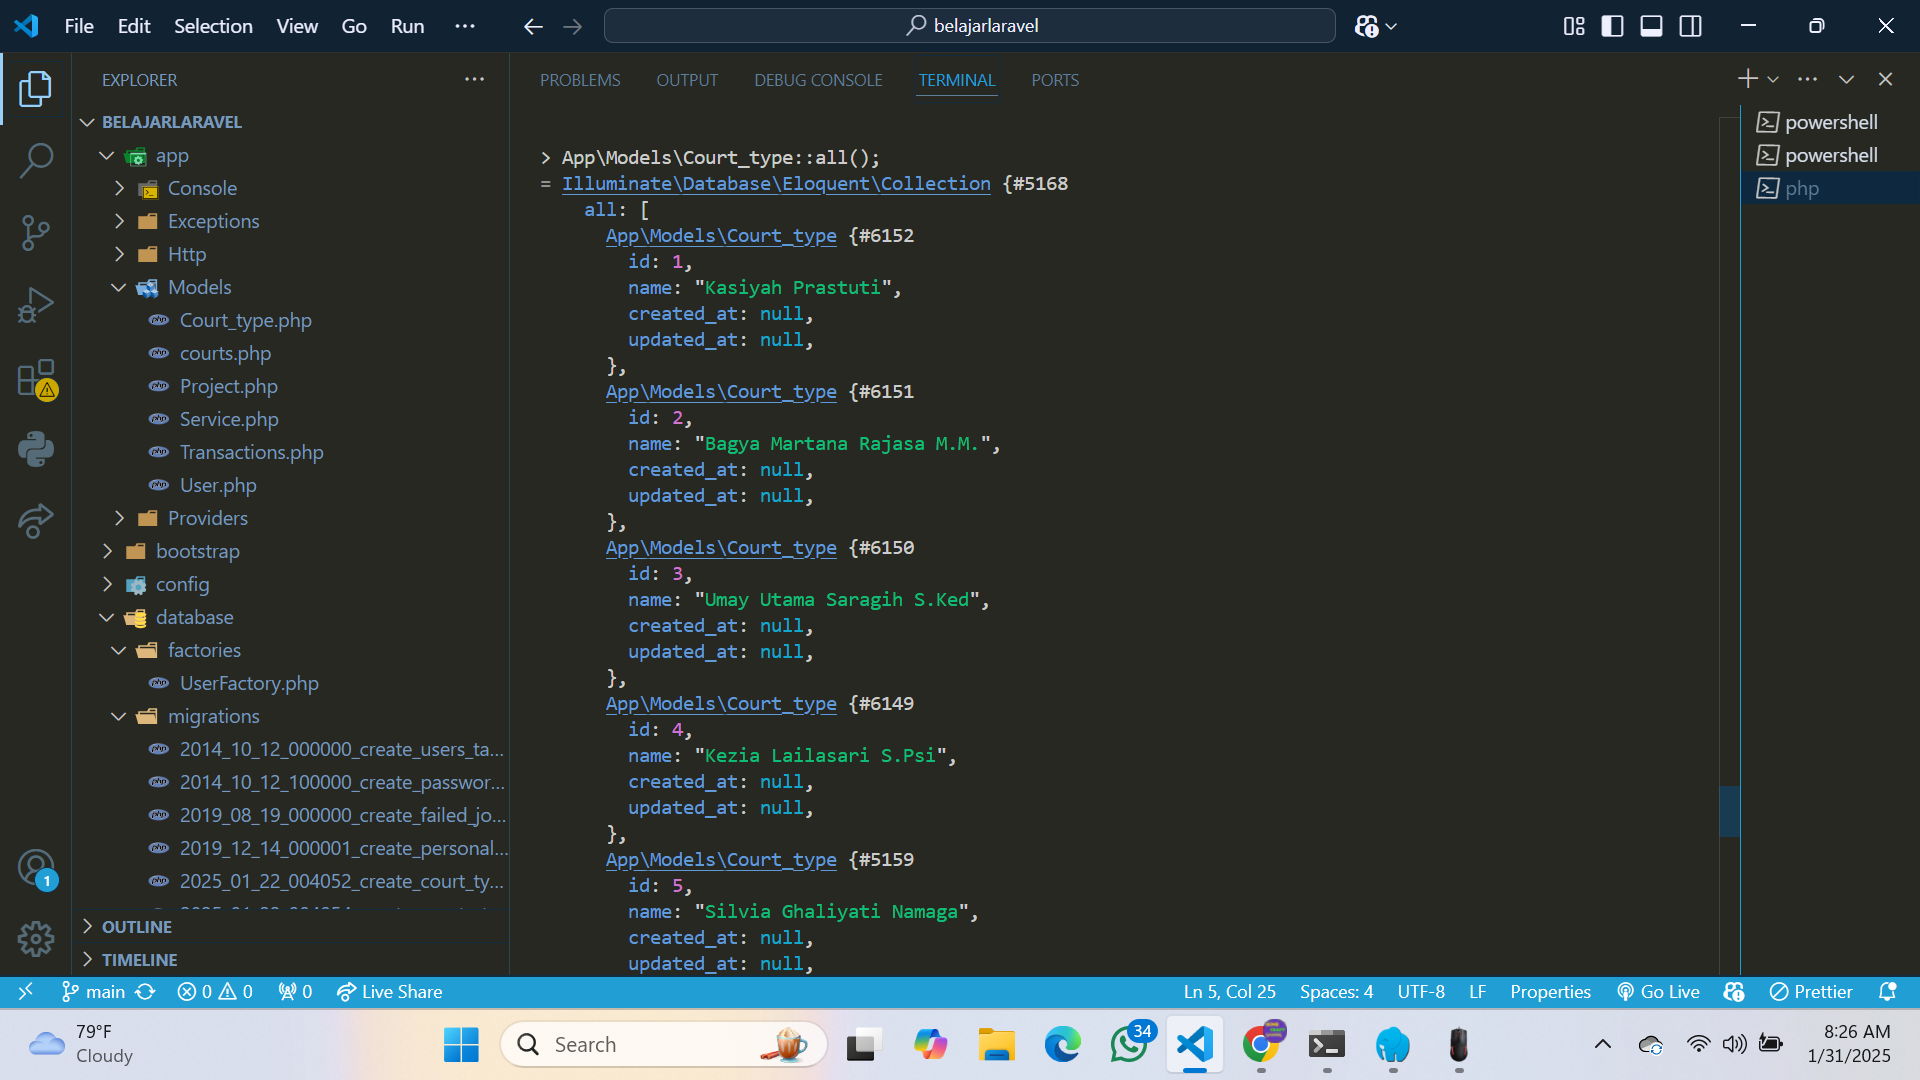 File Edit Selection View Go Run ···
belajarlaravel
EXPLORER
BELAJARLARAVEL
app
Console
Exceptions
Http
Models
Court_type.php
courts.php
Project.php
Service.php
Transactions.php
User.php
Providers
bootstrap
config
database
factories
UserFactory.php
migrations
2014_10_12_000000_create_users_ta...
2014_10_12_100000_create_passwor...
2019_08_19_000000_create_failed_jo...
2019_12_14_000001_create_personal...
2025_01_22_004052_create_court_ty...
OUTLINE
TIMELINE
PROBLEMS OUTPUT DEBUG CONSOLE TERMINAL PORTS
> App\Models\Court_type::all();
= Illuminate\Database\Eloquent\Collection {#5168
all: [
App\Models\Court_type {#6152
id: 1,
name: "Kasiyah Prastuti",
created_at: null,
updated_at: null,
},
App\Models\Court_type {#6151
id: 2,
name: "Bagya Martana Rajasa M.M.",
created_at: null,
updated_at: null,
},
App\Models\Court_type {#6150
id: 3,
name: "Umay Utama Saragih S.Ked",
created_at: null,
updated_at: null,
},
App\Models\Court_type {#6149
id: 4,
name: "Kezia Lailasari S.Psi",
created_at: null,
updated_at: null,
},
App\Models\Court_type {#5159
id: 5,
name: "Silvia Ghaliyati Namaga",
created_at: null,
updated_at: null,
powershell
powershell
php
1
main 0 0 0 Live Share Ln 5, Col 25 Spaces: 4 UTF-8 LF Properties Go Live Prettier
79°F
Cloudy
Search
34
8:26 AM
1/31/2025